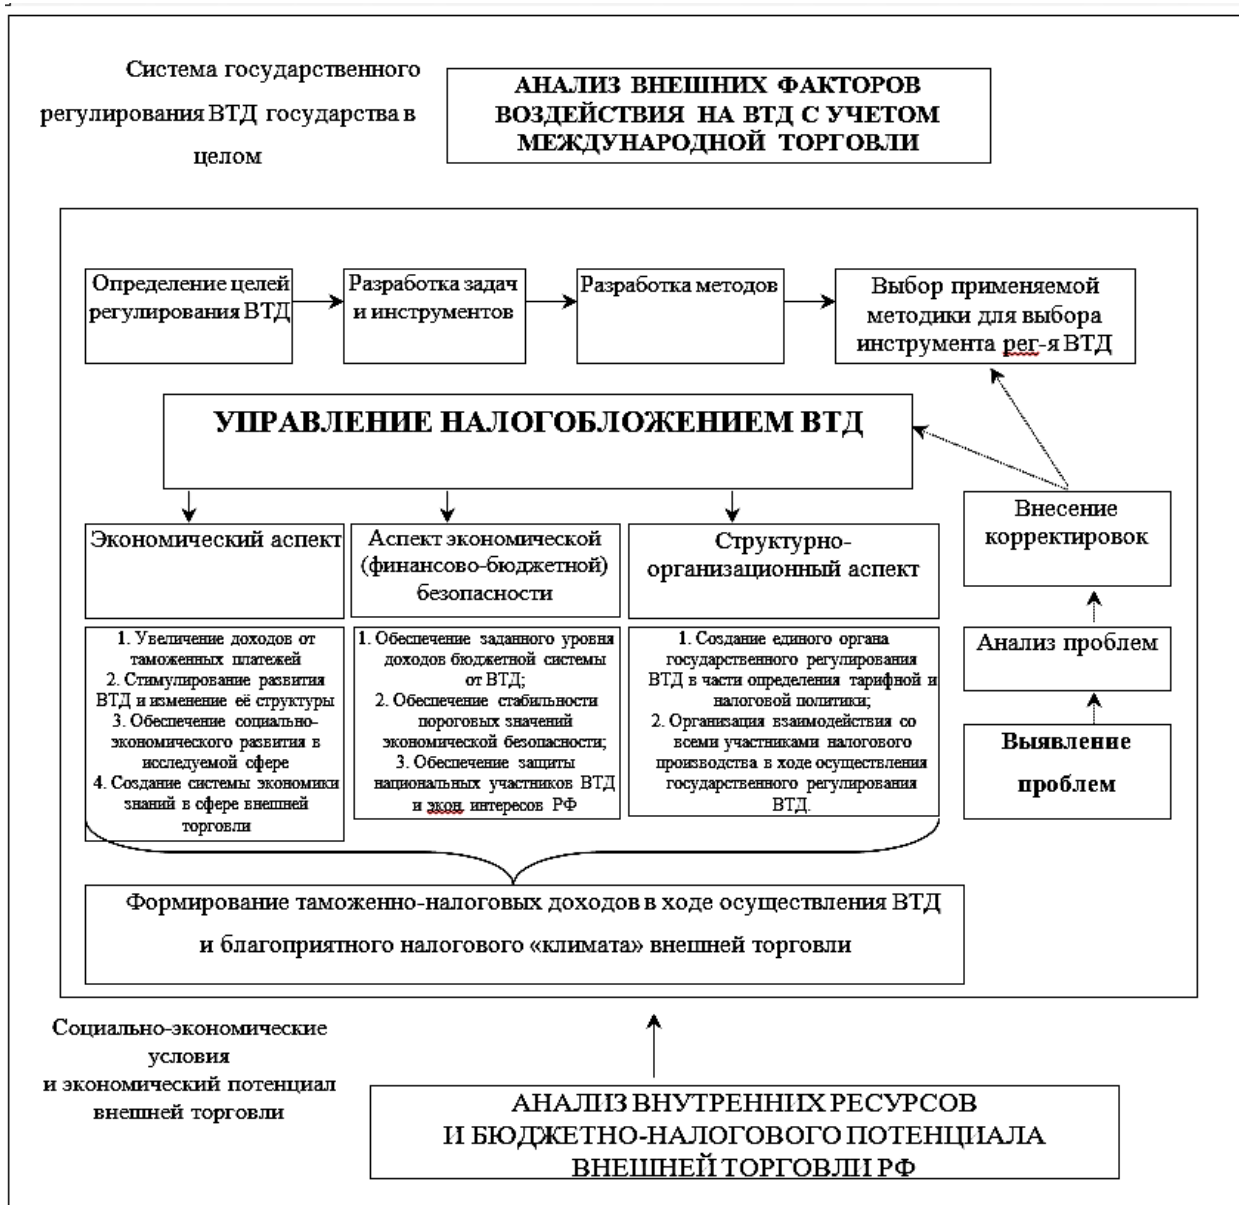 Система государственного
регулирования ВТД государства в
целом
АНАЛИЗ ВНЕШНИХ ФАКТОРОВ
ВОЗДЕЙСТВИЯ НА ВТД С УЧЕТОМ
МЕЖДУНАРОДНОЙ ТОРГОВЛИ
Определение целей
регулирования ВТД
Разработка задач
и инструментов
Разработка методов
Выбор применяемой
методики для выбора
инструмента рег-я ВТД
УПРАВЛЕНИЕ НАЛОГОБЛОЖЕНИЕМ ВТД
Экономический аспект
Аспект экономической
(финансово-бюджетной)
безопасности
Структурно-
организационный аспект
Внесение
корректировок
1. Увеличение доходов от
таможенных платежей
2. Стимулирование развития
ВТД и изменение её структуры
3. Обеспечение социально-
экономического развития в
исследуемой сфере
4. Создание системы экономики
знаний в сфере внешней
торговли
1. Обеспечение заданного уровня
доходов бюджетной системы
от ВТД;
2. Обеспечение стабильности
пороговых значений
экономической безопасности;
3. Обеспечение защиты
национальных участников ВТД
и экон. интересов РФ
1. Создание единого органа
государственного регулирования
ВТД в части определения тарифной и
налоговой политики;
2. Организация взаимодействия со
всеми участниками налогового
производства в ходе осуществления
государственного регулирования
ВТД.
Анализ проблем
Выявление
проблем
Формирование таможенно-налоговых доходов в ходе осуществления ВТД
и благоприятного налогового «климата» внешней торговли
Социально-экономические
условия
и экономический потенциал
внешней торговли
АНАЛИЗ ВНУТРЕННИХ РЕСУРСОВ
И БЮДЖЕТНО-НАЛОГОВОГО ПОТЕНЦИАЛА
ВНЕШНЕЙ ТОРГОВЛИ РФ